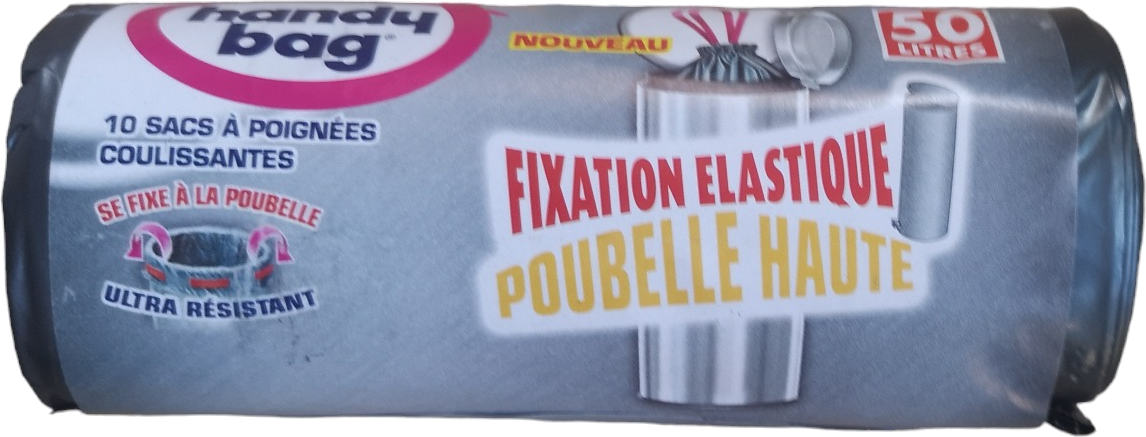 handy
bag®
NOUVEAU
50
LITRES
10 SACS À POIGNÉES
COULISSANTES
SE FIXE À LA POUBELLE
ULTRA RÉSISTANT
FIXATION ELASTIQUE
POUBELLE HAUTE